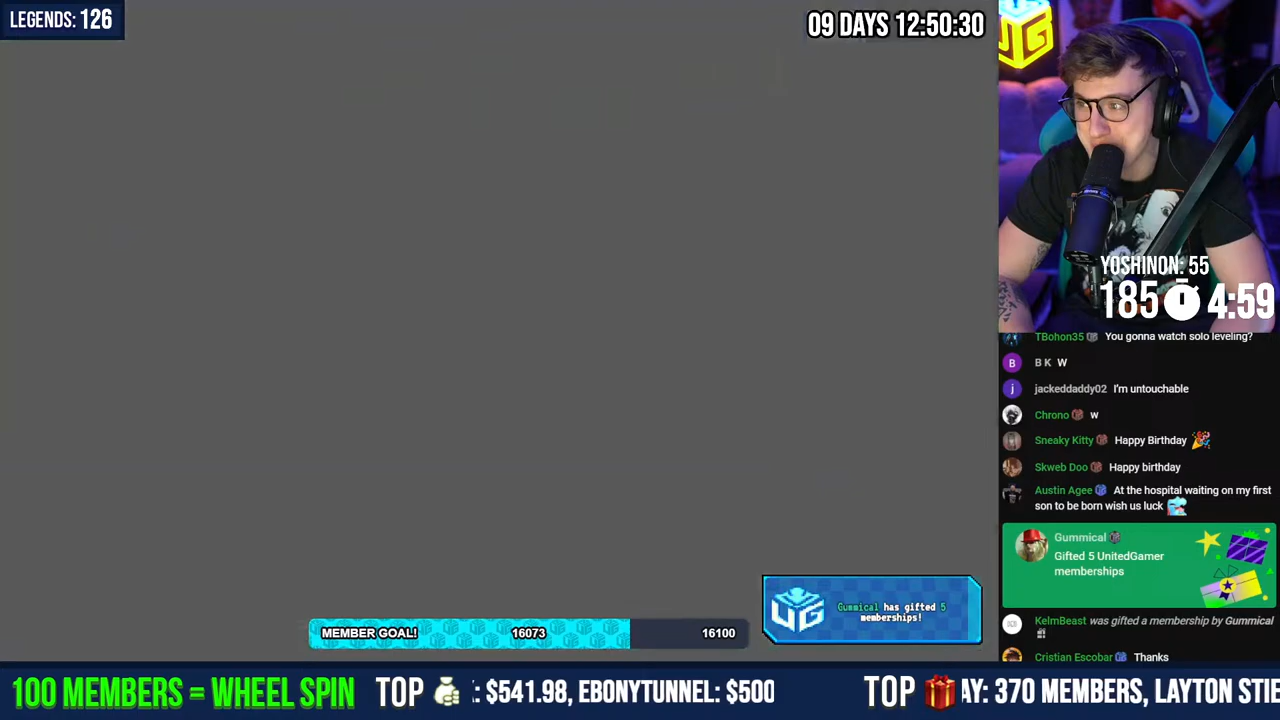 LEGENDS: 126
09 DAYS 12:50:30
UG
YOSHINON: 55
185 4:59
TBohon35 You gonna watch solo leveling?
B
B K W
j
jackeddaddy02 I'm untouchable
Chrono w
Sneaky Kitty Happy Birthday
Skweb Doo Happy birthday
Austin Agee At the hospital waiting on my first
son to be born wish us luck
Gummical
Gifted 5 UnitedGamer
memberships
KelmBeast was gifted a membership by Gummical
Cristian Escobar Thanks
UG
Gummical has gifted 5
memberships!
MEMBER GOAL! 16073 16100
100 MEMBERS = WHEEL SPIN TOP : $541.98, EBONYTUNNEL: $500 TOP AY: 370 MEMBERS, LAYTON STIE